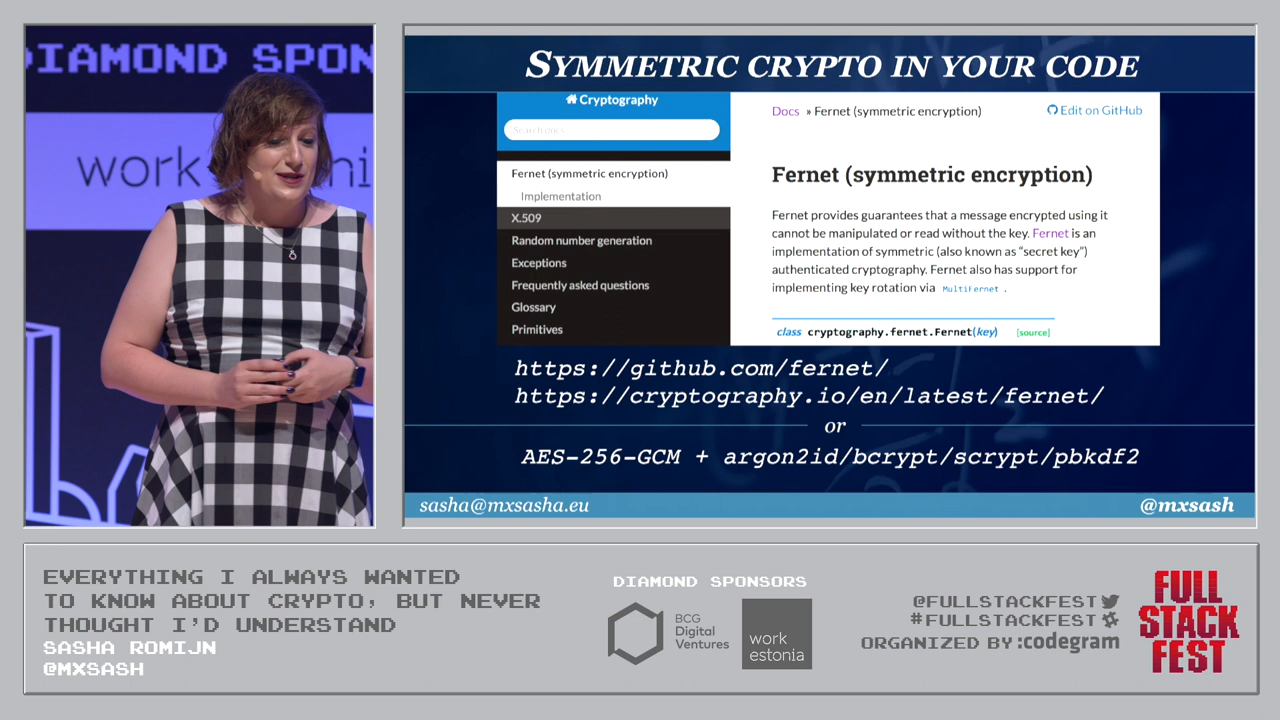 DIAMOND SPON
work
SYMMETRIC CRYPTO IN YOUR CODE
Cryptography
Search docs
Fernet (symmetric encryption)
Implementation
X.509
Random number generation
Exceptions
Frequently asked questions
Glossary
Primitives
Docs » Fernet (symmetric encryption)
Edit on GitHub
Fernet (symmetric encryption)
Fernet provides guarantees that a message encrypted using it
cannot be manipulated or read without the key. Fernet is an
implementation of symmetric (also known as “secret key”)
authenticated cryptography. Fernet also has support for
implementing key rotation via MultiFernet .
class cryptography.fernet.Fernet(key) [source]
https://github.com/fernet/
https://cryptography.io/en/latest/fernet/
or
AES-256-GCM + argon2id/bcrypt/scrypt/pbkdf2
sasha@mxsasha.eu
@mxsash
EVERYTHING I ALWAYS WANTED
TO KNOW ABOUT CRYPTO, BUT NEVER
THOUGHT I'D UNDERSTAND
SASHA ROMIJN
@MXSASH
DIAMOND SPONSORS
BCG
Digital
Ventures
work
estonia
@FULLSTACKFEST
#FULLSTACKFEST
ORGANIZED BY :codegram
FULL
STACK
FEST